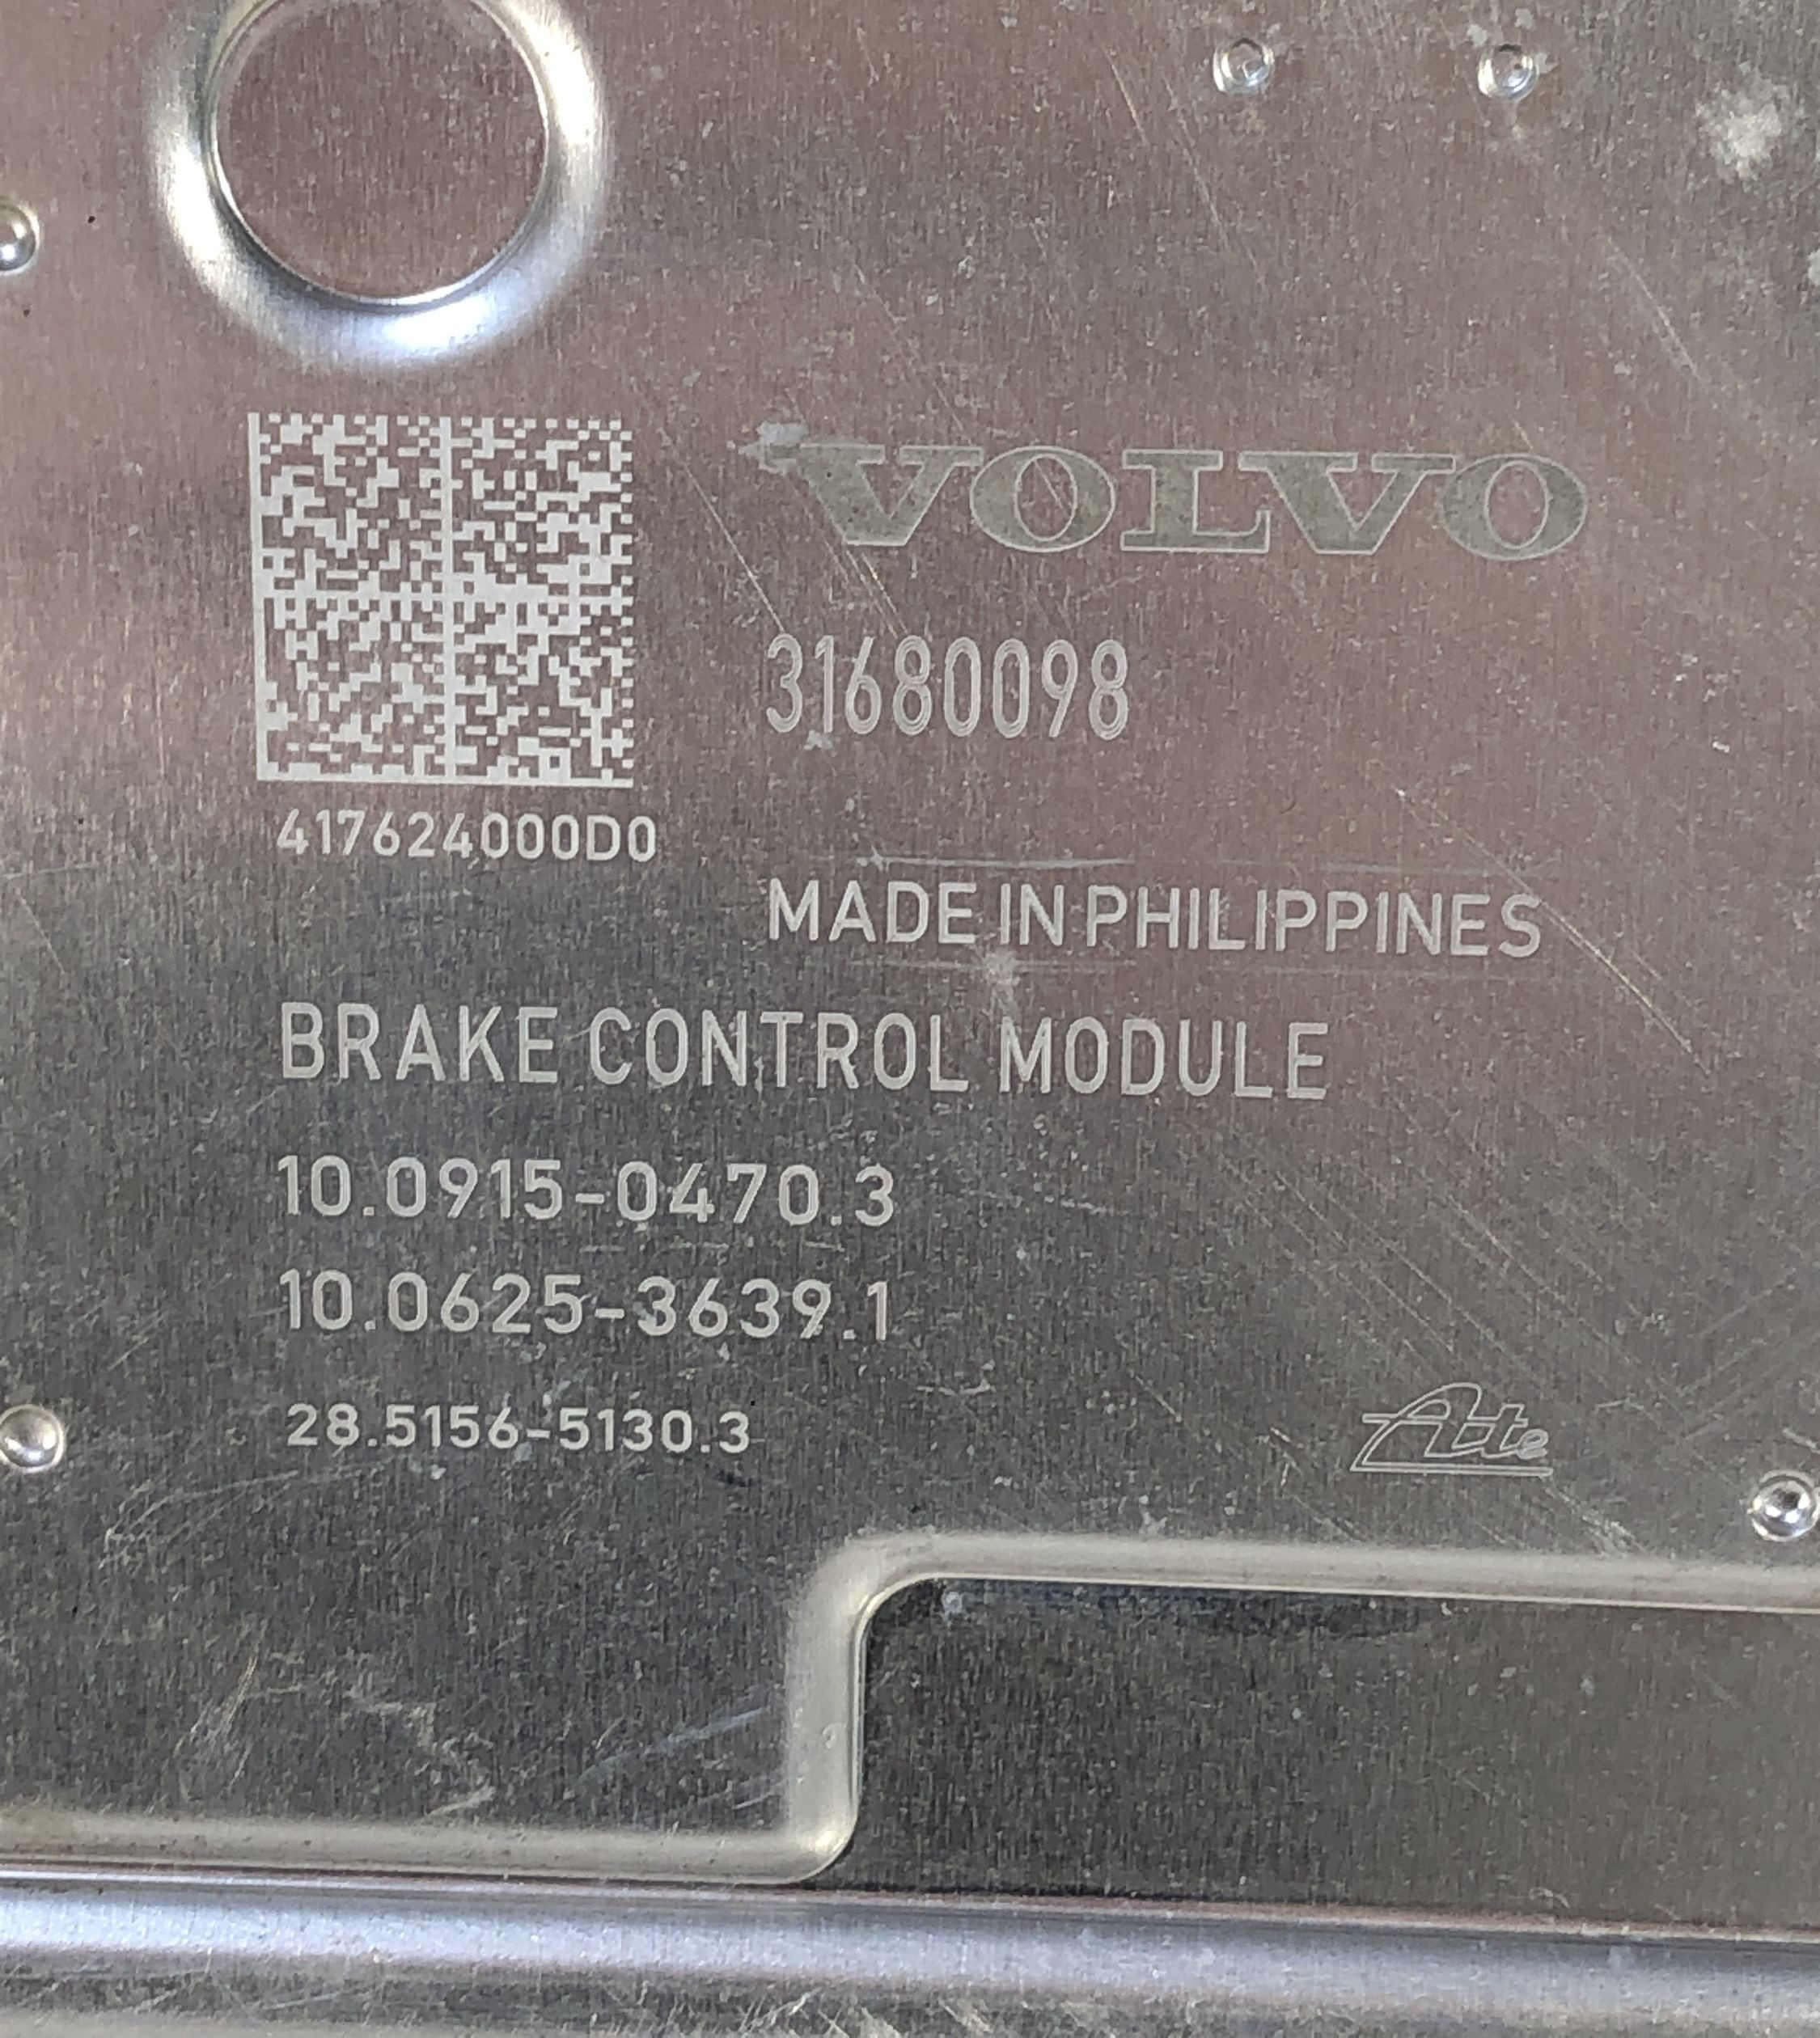 VOLVO
31680098
417624000D0
MADE IN PHILIPPINES
BRAKE CONTROL MODULE
10.0915-0470.3
10.0625-3639.1
28.5156-5130.3
Ate